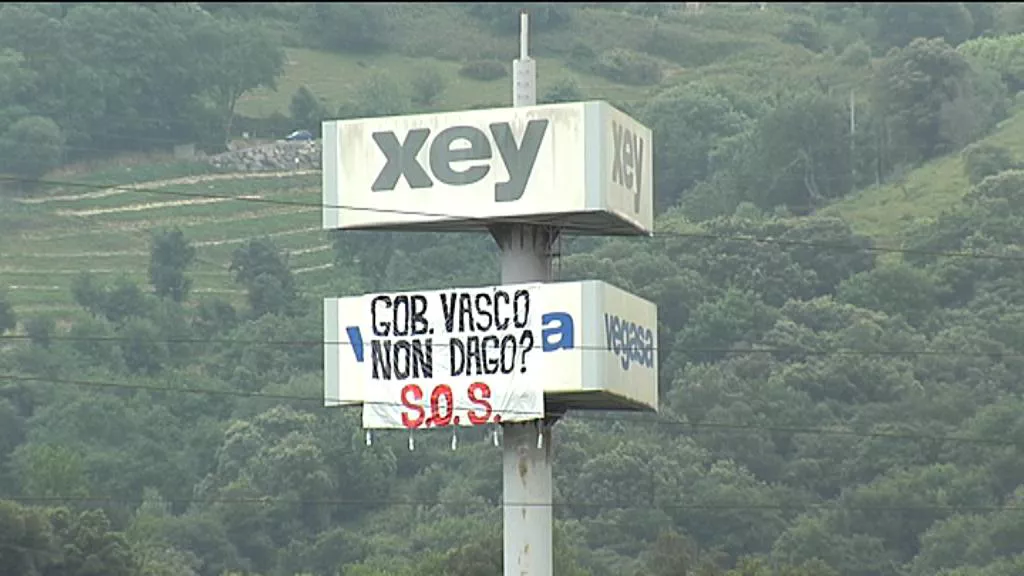 xey
xey
GOB. VASCO
NON DAGO?
S.O.S.
a
vegasa